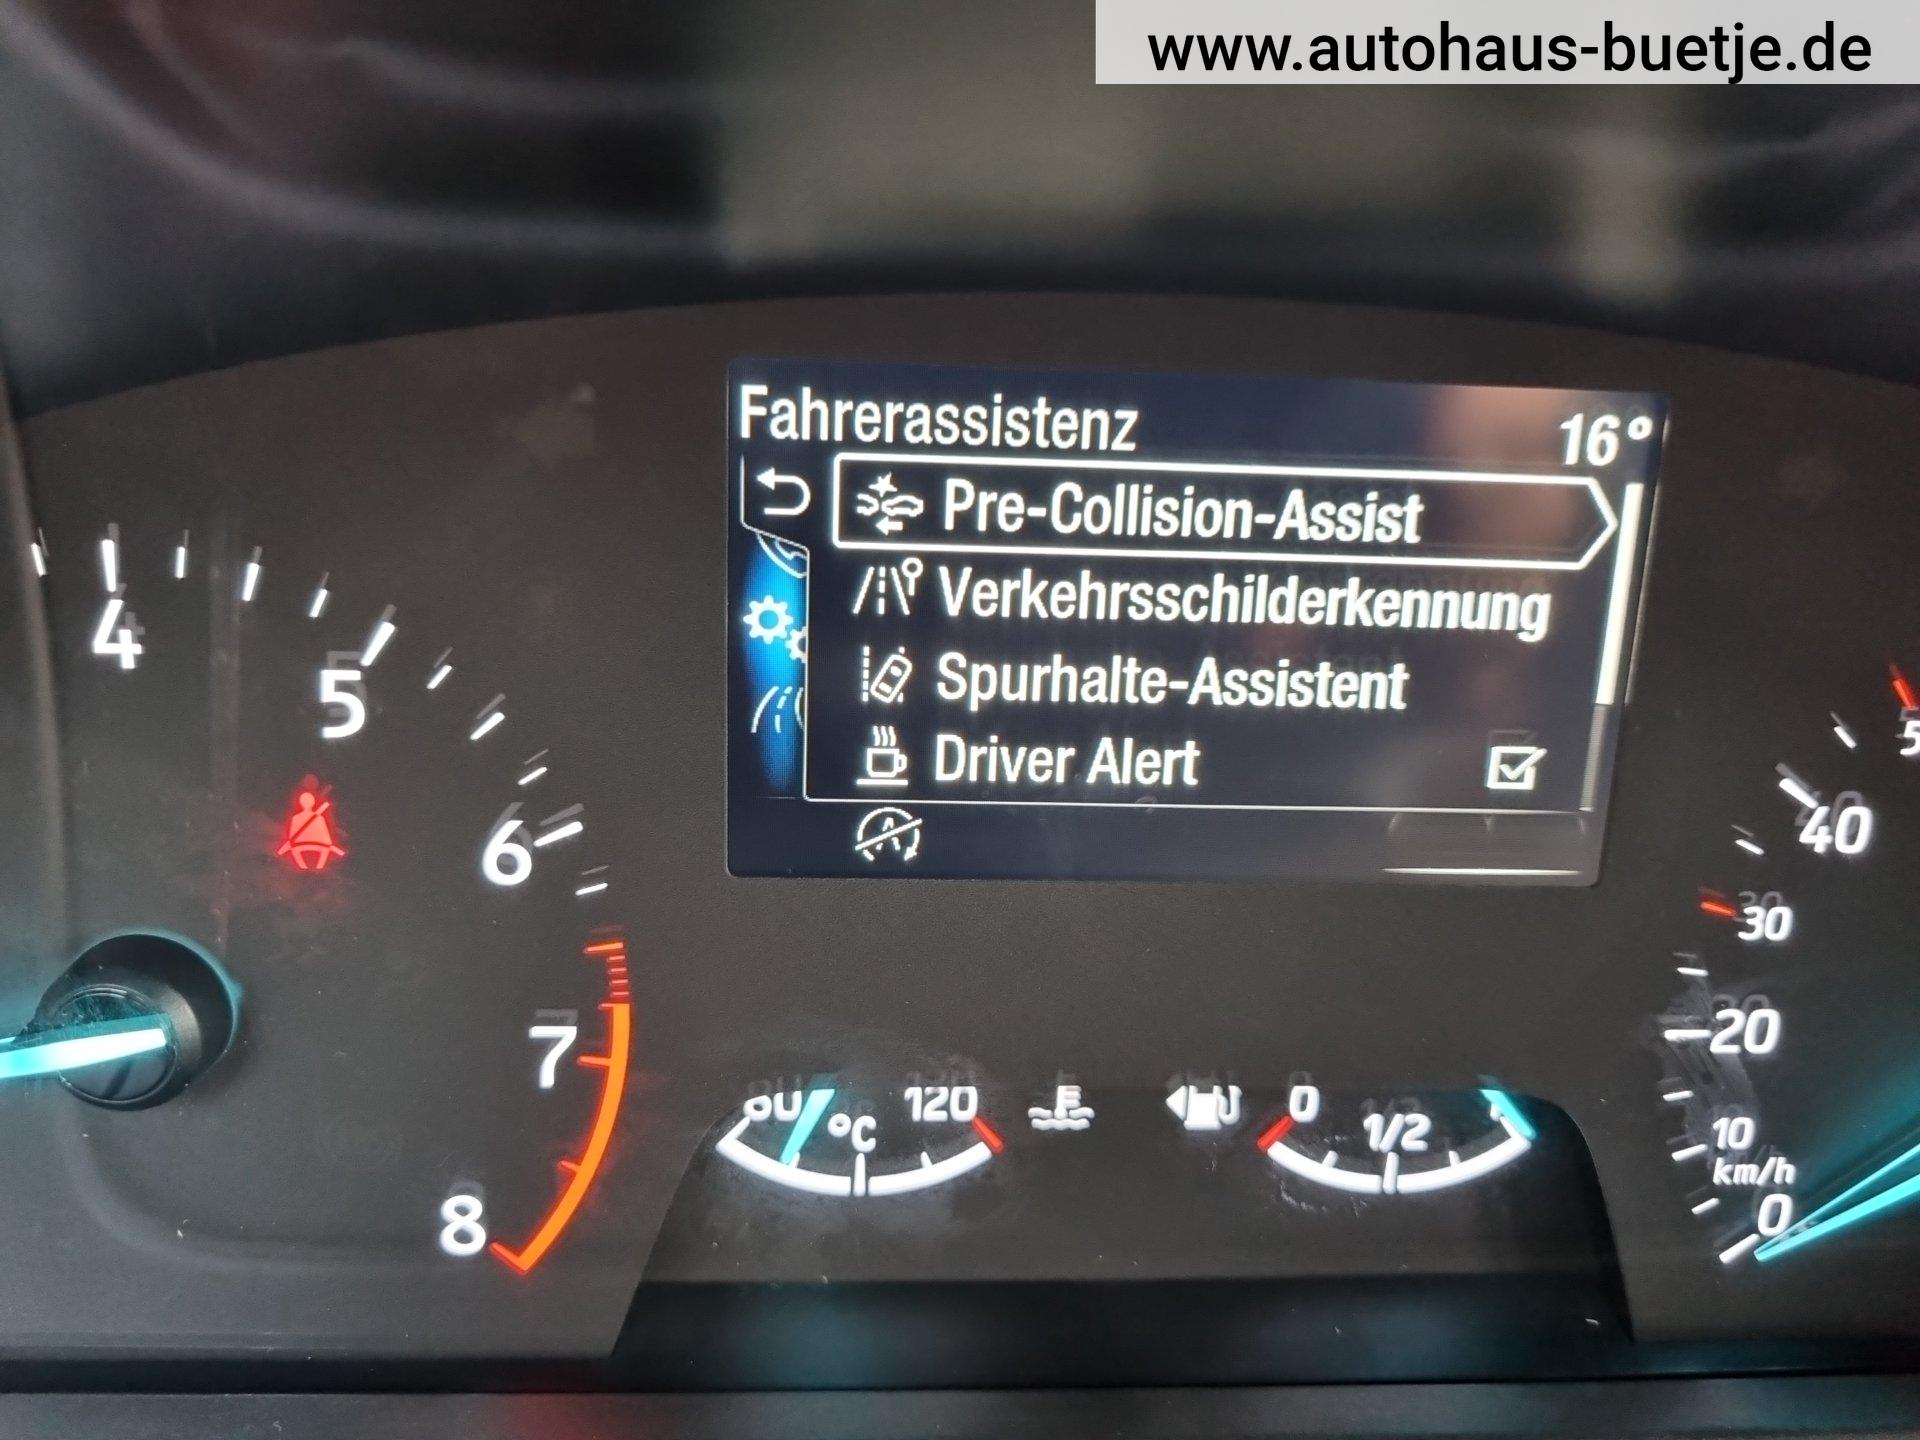 www.autohaus-buetje.de
Fahrerassistenz
16°
Pre-Collision-Assist
Verkehrsschilderkennung
Spurhalte-Assistent
Driver Alert
4
5
6
7
8
120
°C
0
1/2
40
30
20
10
km/h
0